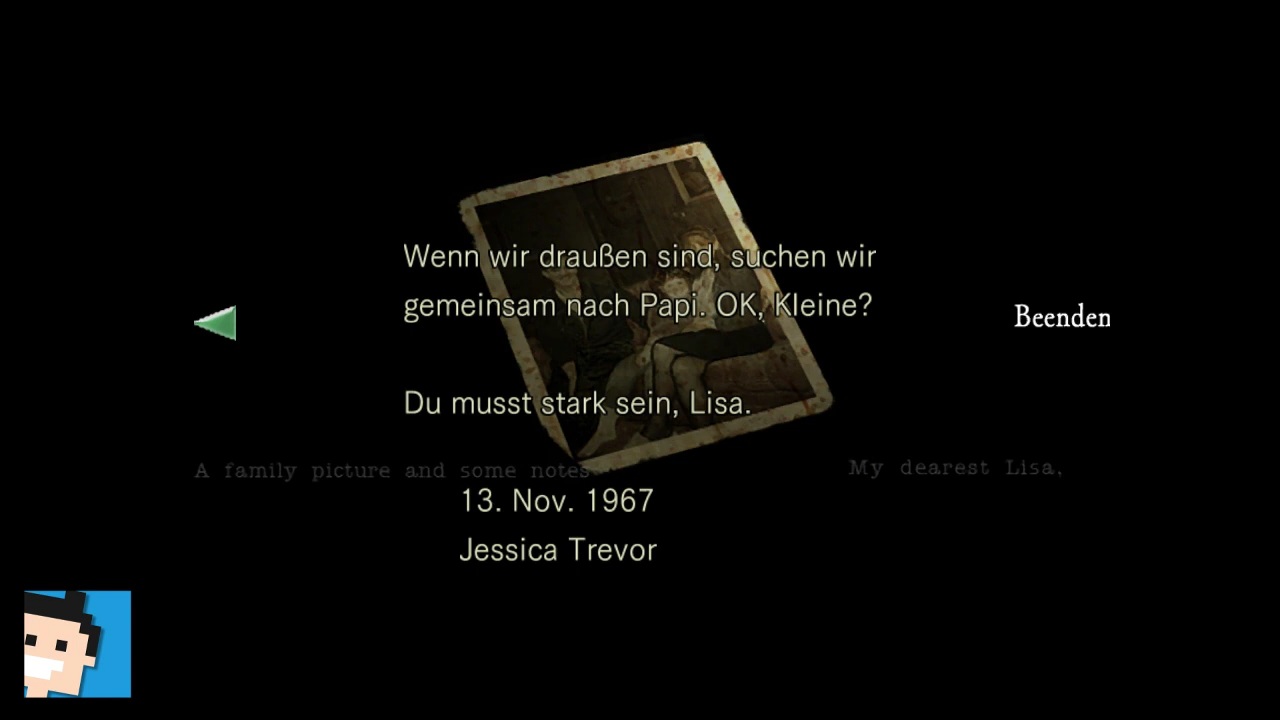 Wenn wir draußen sind, suchen wir
gemeinsam nach Papi. OK, Kleine?
Beenden
Du musst stark sein, Lisa.
A family picture and some notes
My dearest Lisa,
13. Nov. 1967
Jessica Trevor